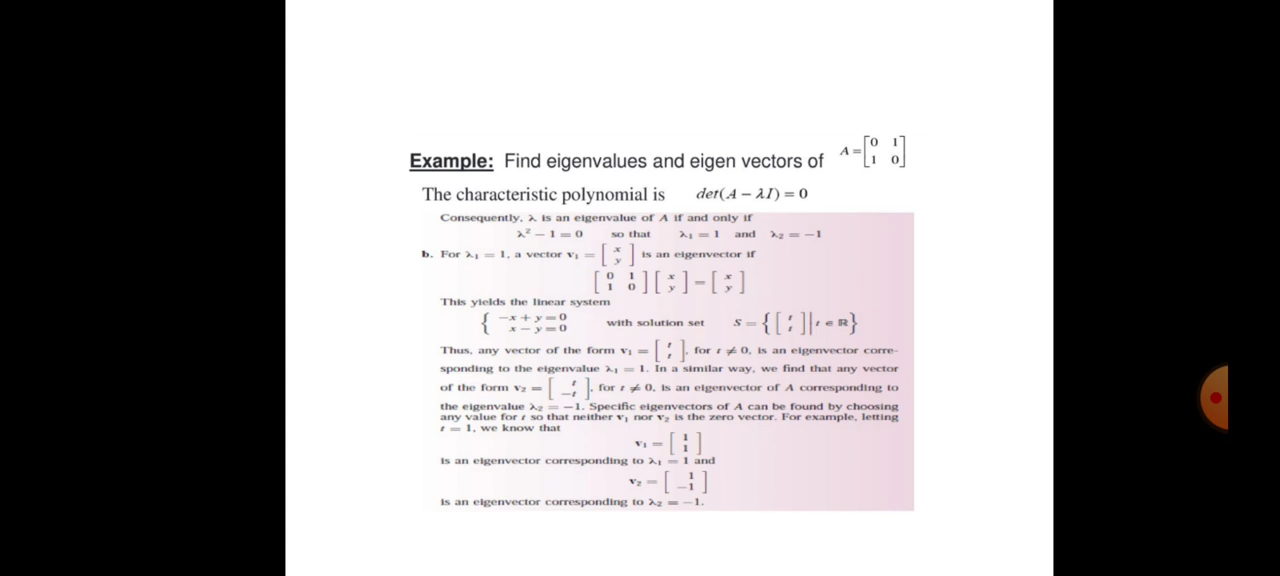 Example: Find eigenvalues and eigen vectors of A = [0 1; 1 0]
The characteristic polynomial is det(A − λI) = 0
Consequently, λ is an eigenvalue of A if and only if
λ² − 1 = 0 so that λ₁ = 1 and λ₂ = −1
b. For λ₁ = 1, a vector v₁ = [x; y] is an eigenvector if
[0 1; 1 0] [x; y] = [x; y]
This yields the linear system
{ −x + y = 0; x − y = 0 with solution set S = { [t; t] | t ∈ ℝ }
Thus, any vector of the form v₁ = [t; t], for t ≠ 0, is an eigenvector corre-
sponding to the eigenvalue λ₁ = 1. In a similar way, we find that any vector
of the form v₂ = [t; −t], for t ≠ 0, is an eigenvector of A corresponding to
the eigenvalue λ₂ = −1. Specific eigenvectors of A can be found by choosing
any value for t so that neither v₁ nor v₂ is the zero vector. For example, letting
t = 1, we know that
v₁ = [1; 1]
is an eigenvector corresponding to λ₁ = 1 and
v₂ = [1; −1]
is an eigenvector corresponding to λ₂ = −1.